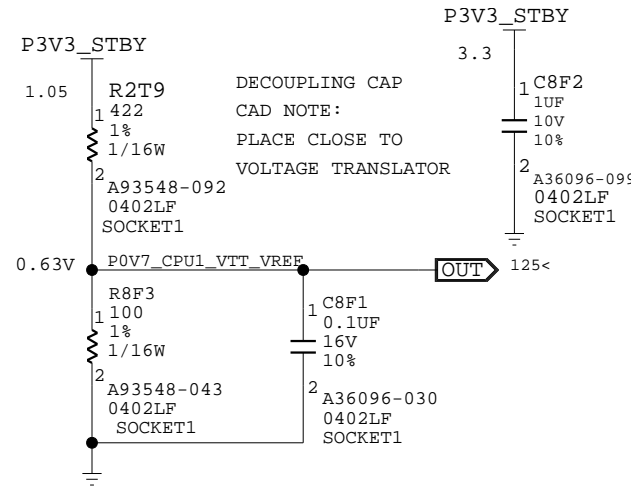 P3V3_STBY
1.05
R2T9
1
422
1%
1/16W
2
A93548-092
0402LF
SOCKET1
DECOUPLING CAP
CAD NOTE:
PLACE CLOSE TO
VOLTAGE TRANSLATOR
P3V3_STBY
3.3
1
C8F2
1UF
10V
10%
2
A36096-099
0402LF
SOCKET1
0.63V
P0V7_CPU1_VTT_VREF
OUT
125<
R8F3
1
100
1%
1/16W
2
A93548-043
0402LF
SOCKET1
1
C8F1
0.1UF
16V
10%
2
A36096-030
0402LF
SOCKET1